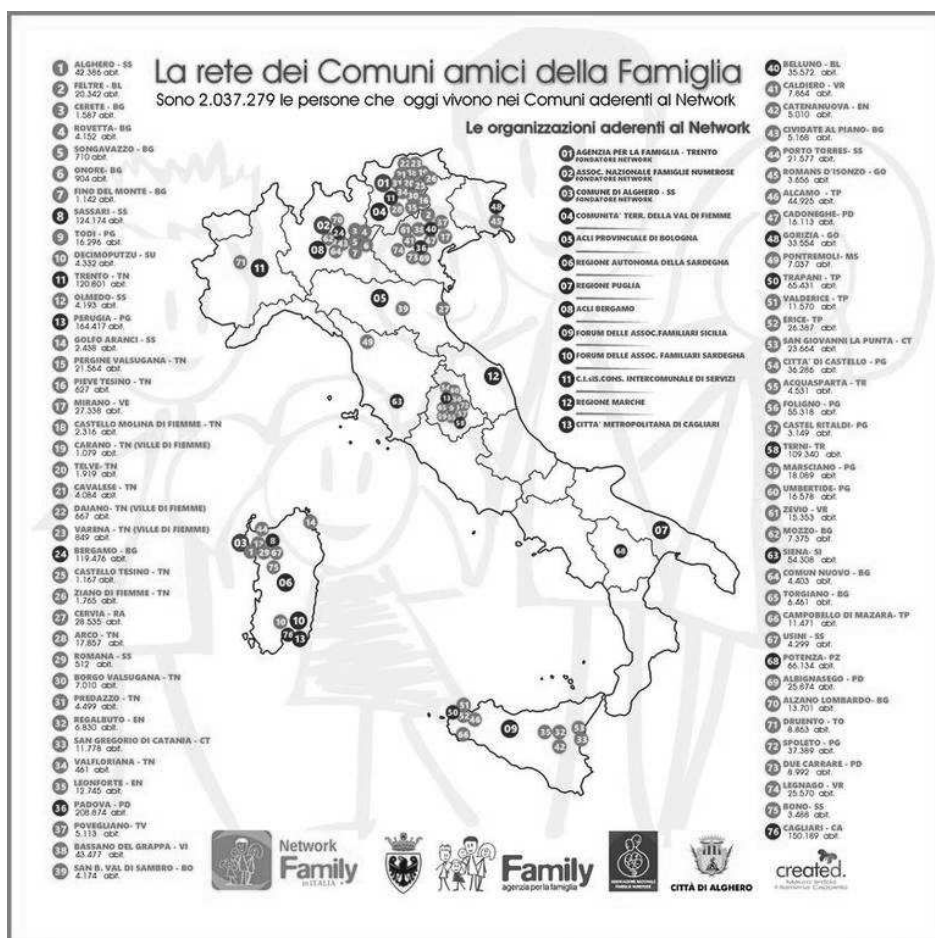 La rete dei Comuni amici della Famiglia
Sono 2.037.279 le persone che oggi vivono nei Comuni aderenti al Network
1 ALGHERO - SS
42.386 abit.
2 FELTRE - BL
20.342 abit.
3 CERETE - BG
1.587 abit.
4 ROVETTA - BG
4.152 abit.
5 SONGAVAZZO - BG
710 abit.
6 ONORE - BG
904 abit.
7 FINO DEL MONTE - BG
1.142 abit.
8 SASSARI - SS
124.174 abit.
9 TODI - PG
16.296 abit.
10 DECIMOPUTZU - SU
4.332 abit.
11 TRENTO - TN
120.801 abit.
12 OLMEDO - SS
4.193 abit.
13 PERUGIA - PG
164.417 abit.
14 GOLFO ARANCI - SS
2.458 abit.
15 PERGINE VALSUGANA - TN
21.564 abit.
16 PIEVE TESINO - TN
627 abit.
17 MIRANO - VE
27.338 abit.
18 CASTELLO MOLINA DI FIEMME - TN
2.316 abit.
19 CARANO - TN (VILLE DI FIEMME)
1.079 abit.
20 TELVE - TN
1.919 abit.
21 CAVALESE - TN
4.084 abit.
22 DAIANO - TN (VILLE DI FIEMME)
667 abit.
23 VARENA - TN (VILLE DI FIEMME)
849 abit.
24 BERGAMO - BG
119.476 abit.
25 CASTELLO TESINO - TN
1.167 abit.
26 ZIANO DI FIEMME - TN
1.765 abit.
27 CERVIA - RA
28.535 abit.
28 ARCO - TN
17.857 abit.
29 ROMANA - SS
512 abit.
30 BORGO VALSUGANA - TN
7.010 abit.
31 PREDAZZO - TN
4.499 abit.
32 REGALBUTO - EN
6.830 abit.
33 SAN GREGORIO DI CATANIA - CT
11.778 abit.
34 VALFLORIANA - TN
461 abit.
35 LEONFORTE - EN
12.745 abit.
36 PADOVA - PD
208.874 abit.
37 POVEGLIANO - TV
5.113 abit.
38 BASSANO DEL GRAPPA - VI
43.477 abit.
39 SAN B. VAL DI SAMBRO - BO
4.174 abit.
Le organizzazioni aderenti al Network
01 AGENZIA PER LA FAMIGLIA - TRENTO
FONDATORE NETWORK
02 ASSOC. NAZIONALE FAMIGLIE NUMEROSE
FONDATORE NETWORK
03 COMUNE DI ALGHERO - SS
FONDATORE NETWORK
04 COMUNITA' TERR. DELLA VAL DI FIEMME
05 ACLI PROVINCIALE DI BOLOGNA
06 REGIONE AUTONOMA DELLA SARDEGNA
07 REGIONE PUGLIA
08 ACLI BERGAMO
09 FORUM DELLE ASSOC.FAMILIARI SICILIA
10 FORUM DELLE ASSOC. FAMILIARI SARDEGNA
11 C.I.sis.CONS. INTERCOMUNALE DI SERVIZI
12 REGIONE MARCHE
13 CITTA' METROPOLITANA DI CAGLIARI
40 BELLUNO - BL
35.572 abit.
41 CALDIERO - VR
7.864 abit.
42 CATENANUOVA - EN
5.010 abit.
43 CIVIDATE AL PIANO - BG
5.168 abit.
44 PORTO TORRES - SS
21.577 abit.
45 ROMANS D'ISONZO - GO
3.656 abit.
46 ALCAMO - TP
44.925 abit.
47 CADONEGHE - PD
16.113 abit.
48 GORIZIA - GO
33.554 abit.
49 PONTREMOLI - MS
7.037 abit.
50 TRAPANI - TP
65.431 abit.
51 VALDERICE - TP
11.570 abit.
52 ERICE - TP
26.387 abit.
53 SAN GIOVANNI LA PUNTA - CT
23.664 abit.
54 CITTA' DI CASTELLO - PG
36.286 abit.
55 ACQUASPARTA - TR
4.531 abit.
56 FOLIGNO - PG
55.318 abit.
57 CASTEL RITALDI - PG
3.149 abit.
58 TERNI - TR
109.340 abit.
59 MARSCIANO - PG
18.089 abit.
60 UMBERTIDE - PG
16.578 abit.
61 ZEVIO - VE
15.353 abit.
62 MOZZO - BG
7.375 abit.
63 SIENA - SI
54.308 abit.
64 COMUN NUOVO - BG
4.403 abit.
65 TORGIANO - BG
6.461 abit.
66 CAMPOBELLO DI MAZARA - TP
11.471 abit.
67 USINI - SS
4.299 abit.
68 POTENZA - PZ
66.134 abit.
69 ALBIGNASEGO - PD
25.674 abit.
70 ALZANO LOMBARDO - BG
13.701 abit.
71 DRUENTO - TO
8.863 abit.
72 SPOLETO - PG
37.389 abit.
73 DUE CARRARE - PD
8.992 abit.
74 LEGNAGO - VR
25.570 abit.
75 BONO - SS
3.488 abit.
76 CAGLIARI - CA
150.189 abit.
Network
Family
in ITALIA
Family
agenzia per la famiglia
CITTÀ DI ALGHERO
created.